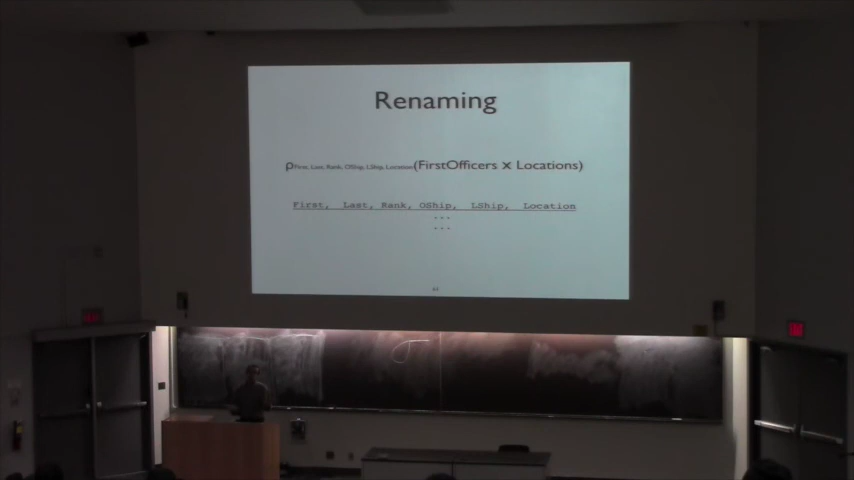 Renaming
ρFirst, Last, Rank, OShip, LShip, Location(FirstOfficers x Locations)
First, Last, Rank, OShip, LShip, Location
...
...